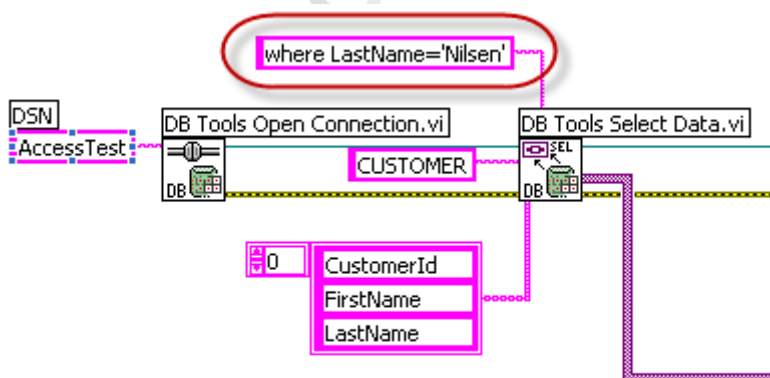 where LastName='Nilsen'
DSN
AccessTest
DB Tools Open Connection.vi
DB Tools Select Data.vi
CUSTOMER
SEL
DB
DB
0
CustomerId
FirstName
LastName